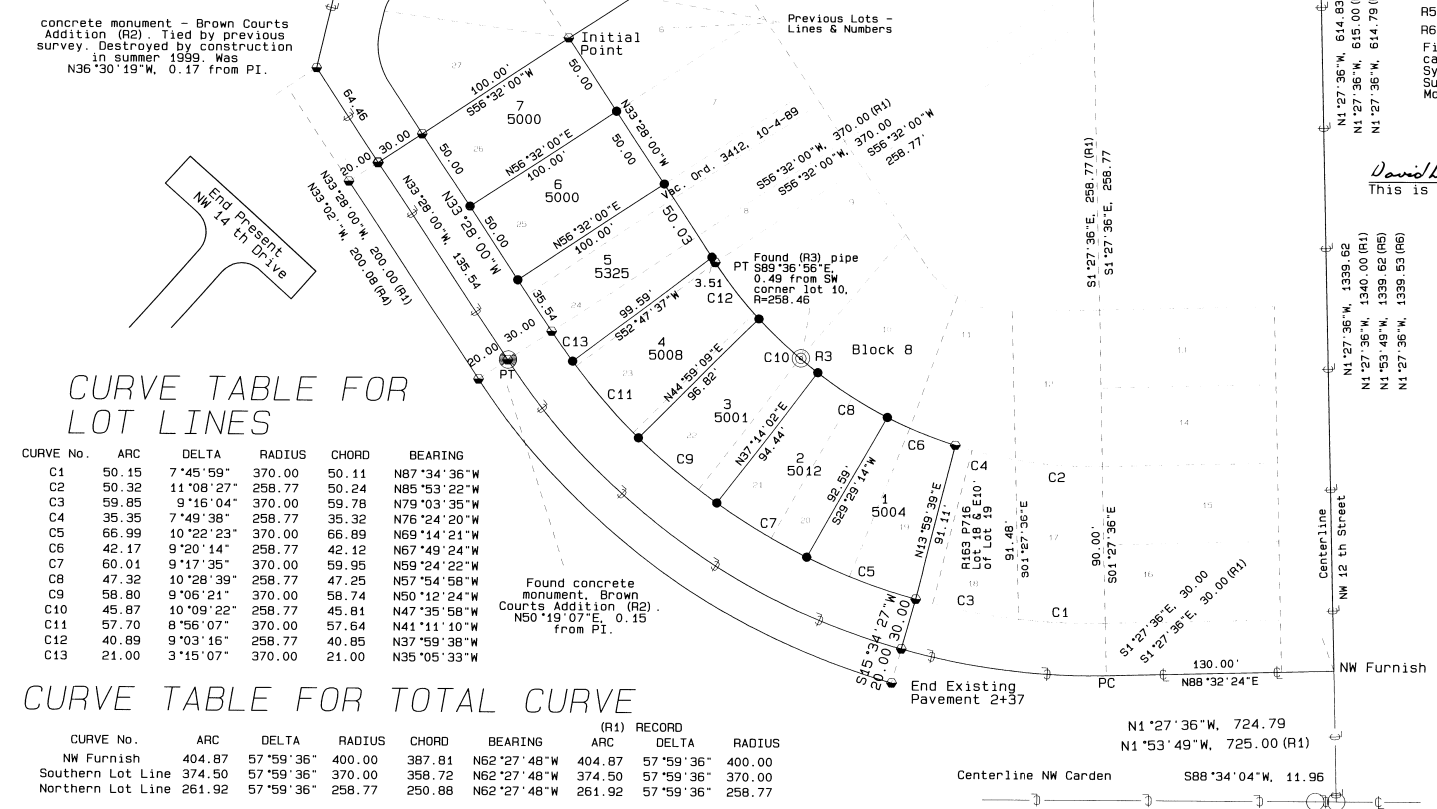 concrete monument - Brown Courts
Addition (R2). Tied by previous
survey. Destroyed by construction
in summer 1999. Was
N36°30'19"W, 0.17 from PI.
Initial
Point
Previous Lots -
Lines & Numbers
6
27
100.00'
S56°32'00"W
7
5000
50.00
64.46
20.00
30.00
50.00
26
N56°32'00"E
100.00'
N33°28'00"W
50.00
7
Vac. Ord. 3412, 10-4-89
S56°32'00"W, 370.00(R1)
S56°32'00"W, 370.00
S56°32'00"W
258.77'
6
5000
N33°28'00"W, 200.00(R1)
N33°02'"W, 200.08(R4)
N33°28'00"W, 135.54
N33°28'00"W
50.00
25
N56°32'00"E
100.00'
50.03
8
9
End Present
NW 14 th Drive
5
5325
35.54
24
99.59'
S52°47'37"W
PT
3.51
C12
Found (R3) pipe
S89°36'56"E,
0.49 from SW
corner lot 10,
R=258.46
20.00
30.00
PT
C13
4
5008
23
C11
N44°59'09"E
96.82'
C10
R3
Block 8
10
11
12
13
14
3
5001
22
C9
N37°14'02"E
94.44'
C8
C6
2
5012
21
92.59'
S29°29'14"W
C7
20
1
5004
19
N13°59'39"E
91.11'
C4
R163 P716
Lot 18 & E10'
of Lot 19
18
C5
C3
C2
91.48'
S01°27'36"E
17
90.00'
S01°27'36"E
15
16
C1
S1°27'36"E, 30.00
S1°27'36"E, 30.00(R1)
S1°27'36"E, 258.77(R1)
S1°27'36"E, 258.77
N1°27'36"W, 614.83
N1°27'36"W, 615.00(
N1°27'36"W, 614.79(
R5
R6
Fi
ca
Sy
Su
Mo
David
This is
N1°27'36"W, 1339.62
N1°27'36"W, 1340.00(R1)
N1°53'49"W, 1339.62(R5)
N1°27'36"W, 1339.53(R6)
Centerline
NW 12 th Street
CURVE TABLE FOR
LOT LINES
CURVE No. ARC DELTA RADIUS CHORD BEARING
C1 50.15 7°45'59" 370.00 50.11 N87°34'36"W
C2 50.32 11°08'27" 258.77 50.24 N85°53'22"W
C3 59.85 9°16'04" 370.00 59.78 N79°03'35"W
C4 35.35 7°49'38" 258.77 35.32 N76°24'20"W
C5 66.99 10°22'23" 370.00 66.89 N69°14'21"W
C6 42.17 9°20'14" 258.77 42.12 N67°49'24"W
C7 60.01 9°17'35" 370.00 59.95 N59°24'22"W
C8 47.32 10°28'39" 258.77 47.25 N57°54'58"W
C9 58.80 9°06'21" 370.00 58.74 N50°12'24"W
C10 45.87 10°09'22" 258.77 45.81 N47°35'58"W
C11 57.70 8°56'07" 370.00 57.64 N41°11'10"W
C12 40.89 9°03'16" 258.77 40.85 N37°59'38"W
C13 21.00 3°15'07" 370.00 21.00 N35°05'33"W
Found concrete
monument, Brown
Courts Addition (R2).
N50°19'07"E, 0.15
from PI.
S15°34'27"W
20.00
30.00
End Existing
Pavement 2+37
PC
130.00'
N88°32'24"E
NW Furnish
N1°27'36"W, 724.79
N1°53'49"W, 725.00(R1)
Centerline NW Carden
S88°34'04"W, 11.96
CURVE TABLE FOR TOTAL CURVE
(R1) RECORD
CURVE No. ARC DELTA RADIUS CHORD BEARING ARC DELTA RADIUS
NW Furnish 404.87 57°59'36" 400.00 387.81 N62°27'48"W 404.87 57°59'36" 400.00
Southern Lot Line 374.50 57°59'36" 370.00 358.72 N62°27'48"W 374.50 57°59'36" 370.00
Northern Lot Line 261.92 57°59'36" 258.77 250.88 N62°27'48"W 261.92 57°59'36" 258.77